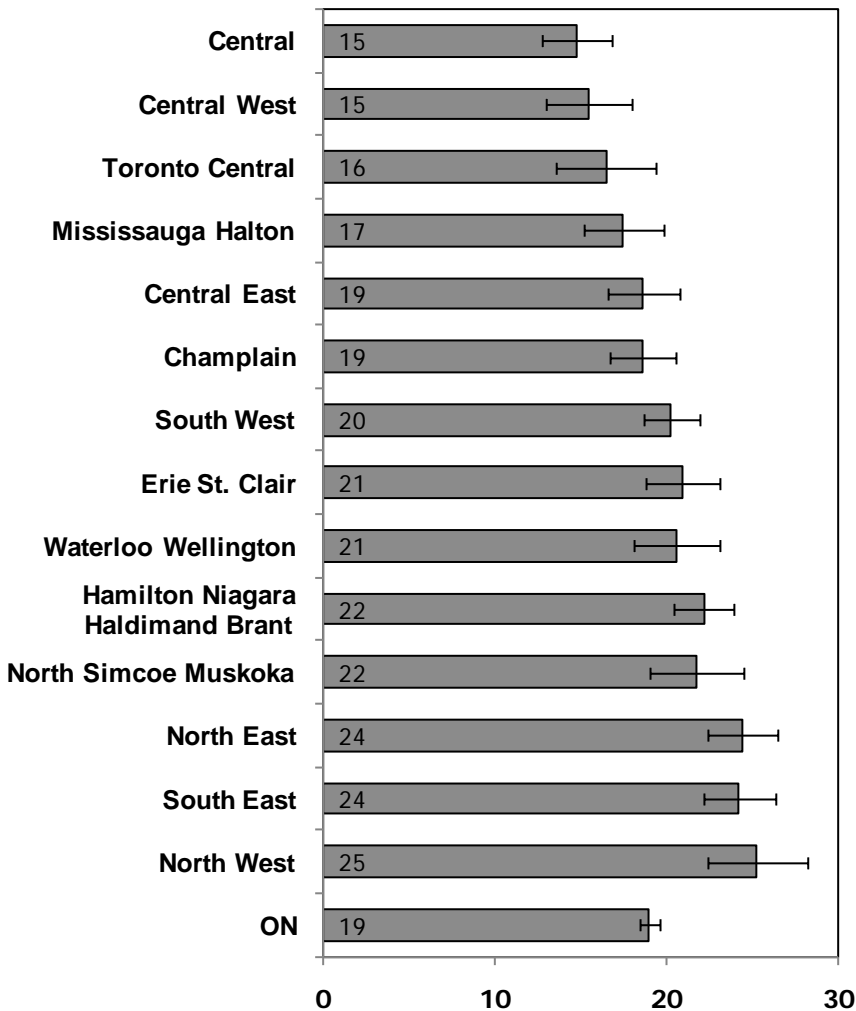 Central 15
Central West 15
Toronto Central 16
Mississauga Halton 17
Central East 19
Champlain 19
South West 20
Erie St. Clair 21
Waterloo Wellington 21
Hamilton Niagara
Haldimand Brant 22
North Simcoe Muskoka 22
North East 24
South East 24
North West 25
ON 19
0 10 20 30